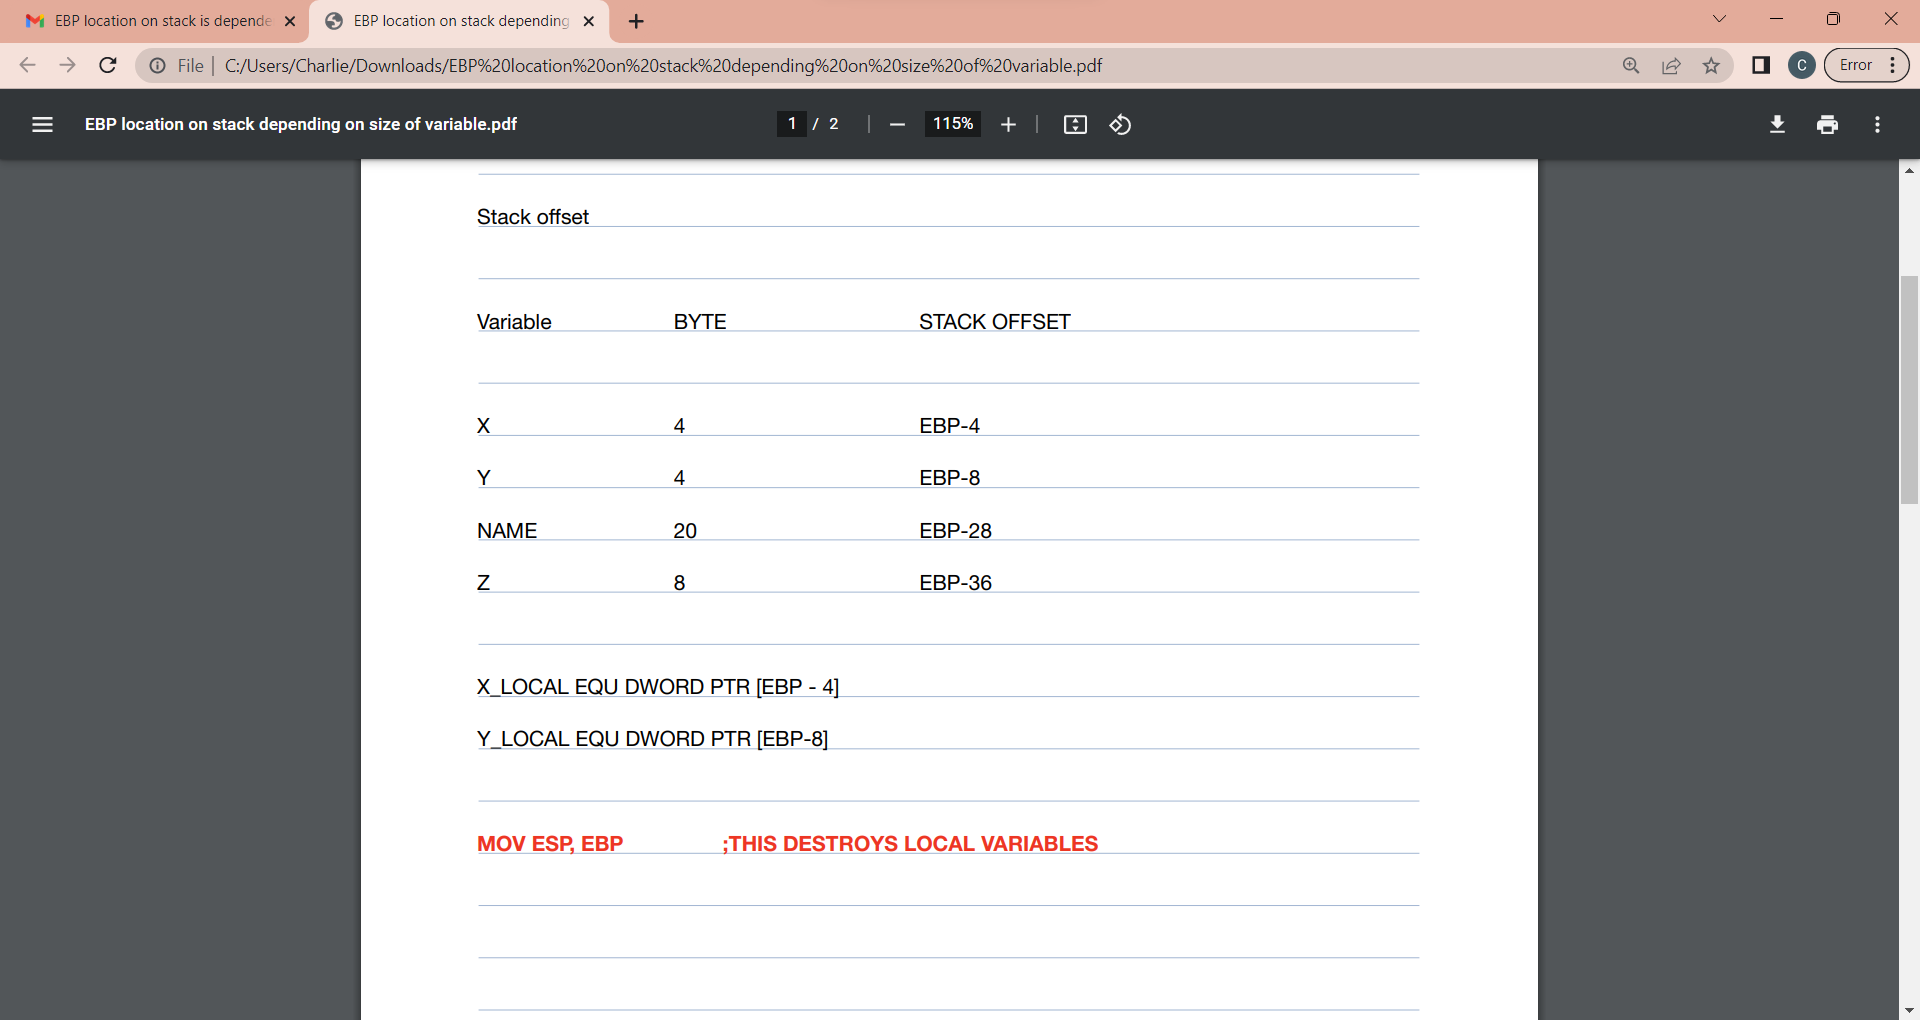 EBP location on stack is depende
EBP location on stack depending
File
C:/Users/Charlie/Downloads/EBP%20location%20on%20stack%20depending%20on%20size%20of%20variable.pdf
C
Error
EBP location on stack depending on size of variable.pdf
1 / 2
115%
Stack offset
Variable BYTE STACK OFFSET
X 4 EBP-4
Y 4 EBP-8
NAME 20 EBP-28
Z 8 EBP-36
X_LOCAL EQU DWORD PTR [EBP - 4]
Y_LOCAL EQU DWORD PTR [EBP-8]
MOV ESP, EBP ;THIS DESTROYS LOCAL VARIABLES